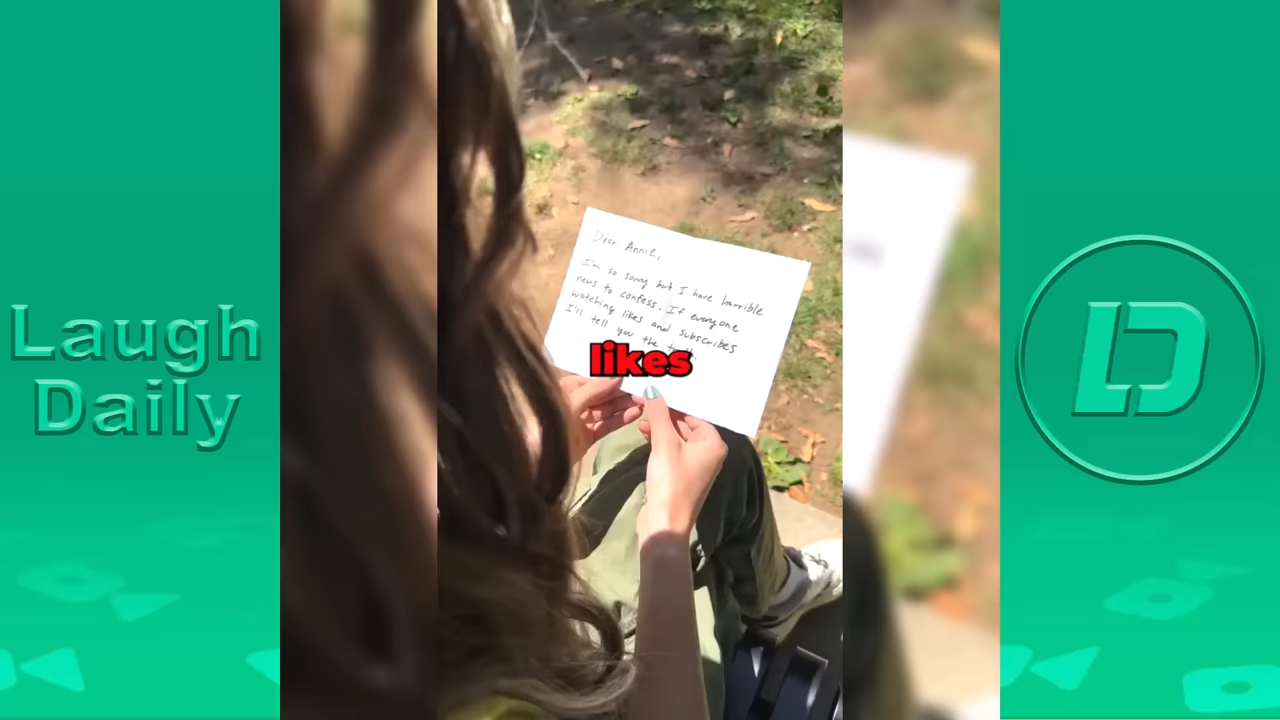 Laugh
Daily
Dear Annie,
I'm so sorry but I have horrible
news to confess. If everyone
watching likes and subscribes
I'll tell you the
likes
LD